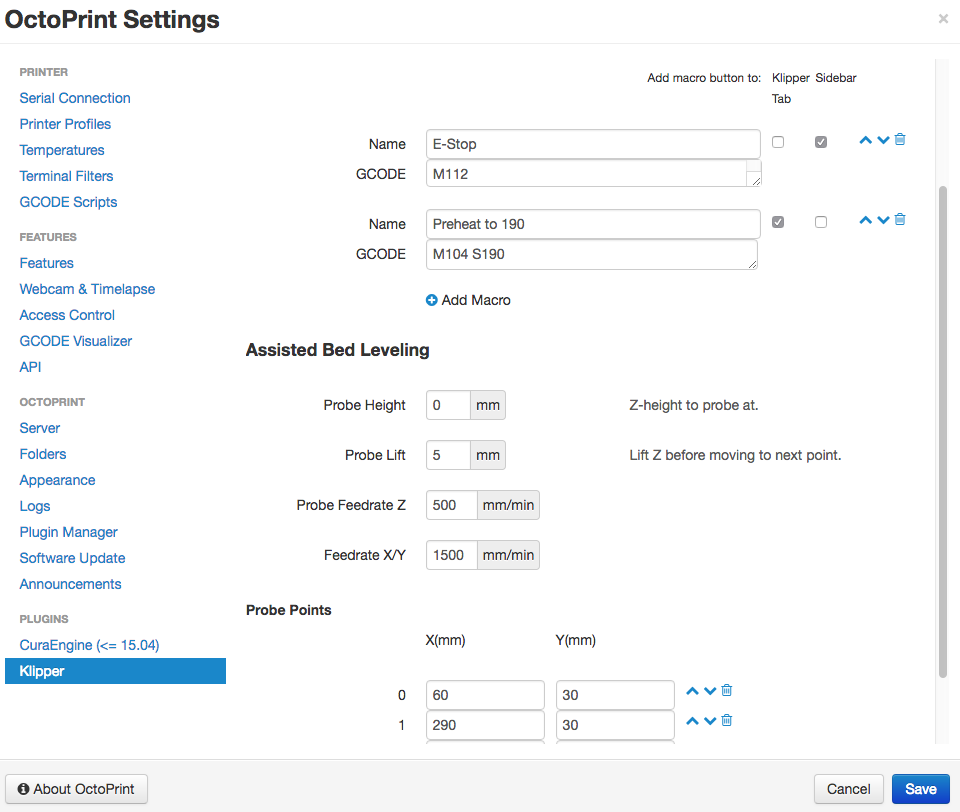 OctoPrint Settings
×
PRINTER
Serial Connection
Printer Profiles
Temperatures
Terminal Filters
GCODE Scripts
FEATURES
Features
Webcam & Timelapse
Access Control
GCODE Visualizer
API
OCTOPRINT
Server
Folders
Appearance
Logs
Plugin Manager
Software Update
Announcements
PLUGINS
CuraEngine (<= 15.04)
Klipper
Add macro button to: Klipper Sidebar
Tab
Name E-Stop
GCODE M112
Name Preheat to 190
GCODE M104 S190
Add Macro
Assisted Bed Leveling
Probe Height 0 mm Z-height to probe at.
Probe Lift 5 mm Lift Z before moving to next point.
Probe Feedrate Z 500 mm/min
Feedrate X/Y 1500 mm/min
Probe Points
X(mm) Y(mm)
0 60 30
1 290 30
About OctoPrint
Cancel
Save